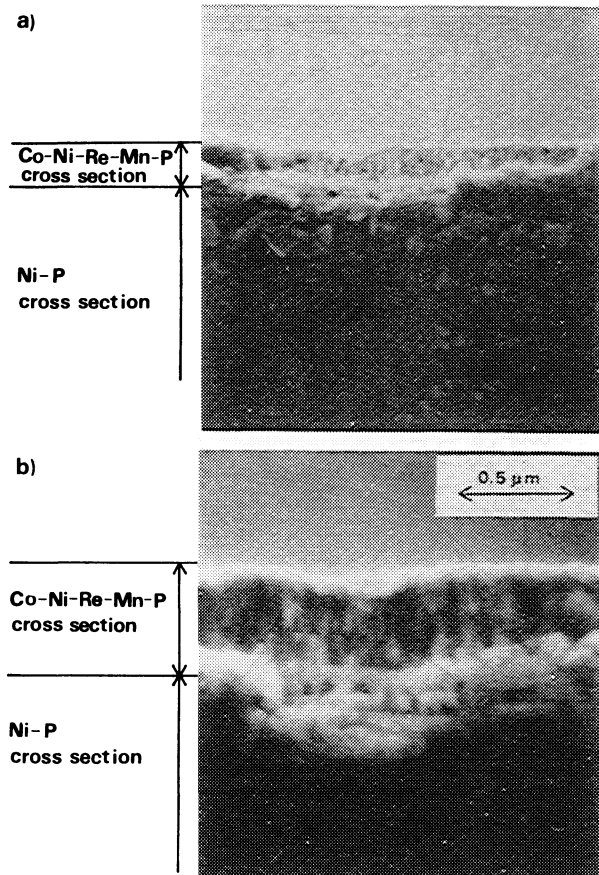 a)
Co-Ni-Re-Mn-P
cross section
Ni-P
cross section
b)
0.5 μm
Co-Ni-Re-Mn-P
cross section
Ni-P
cross section